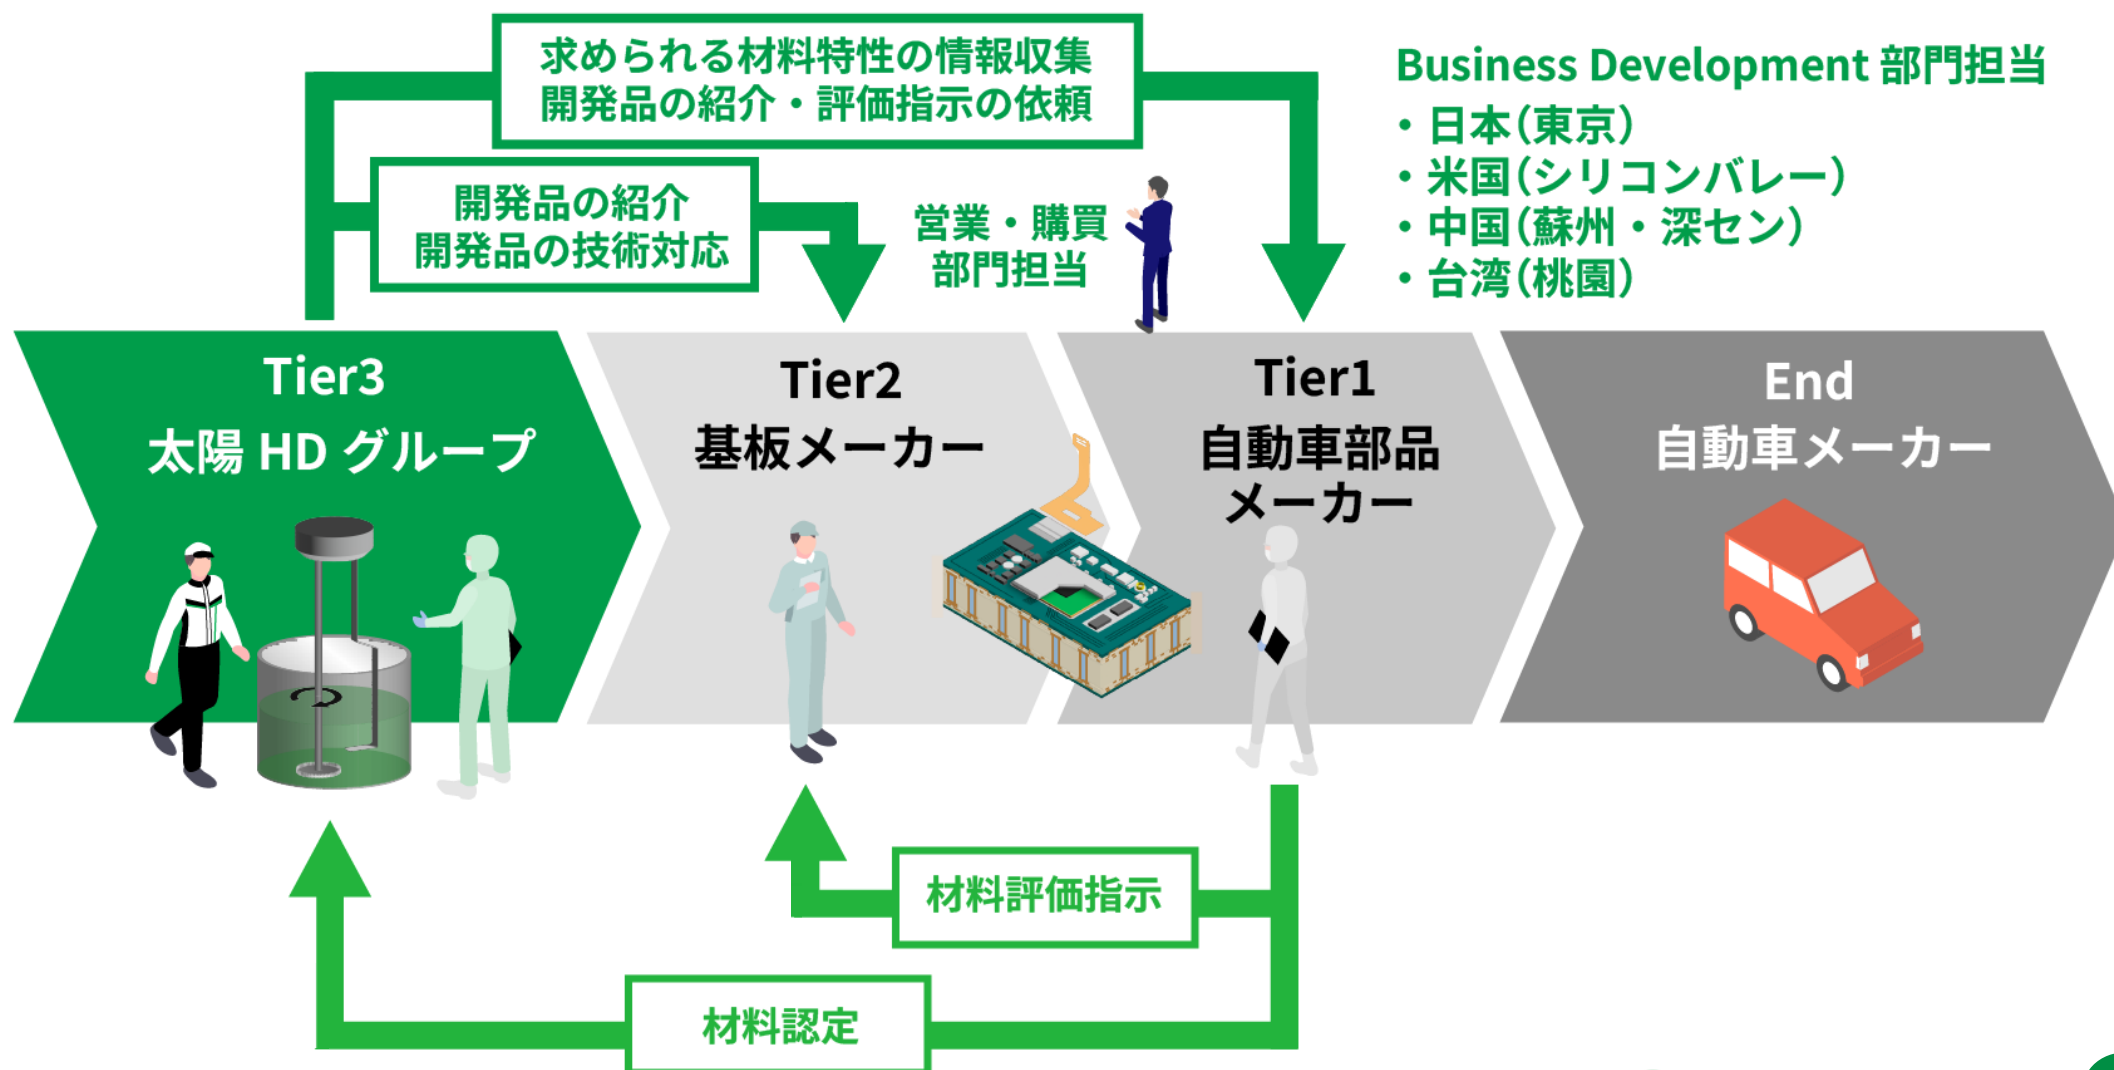 求められる材料特性の情報収集
開発品の紹介・評価指示の依頼
Business Development 部門担当
・日本（東京）
・米国（シリコンバレー）
・中国（蘇州・深セン）
・台湾（桃園）
開発品の紹介
開発品の技術対応
営業・購買
部門担当
Tier3
太陽 HD グループ
Tier2
基板メーカー
Tier1
自動車部品
メーカー
End
自動車メーカー
材料評価指示
材料認定